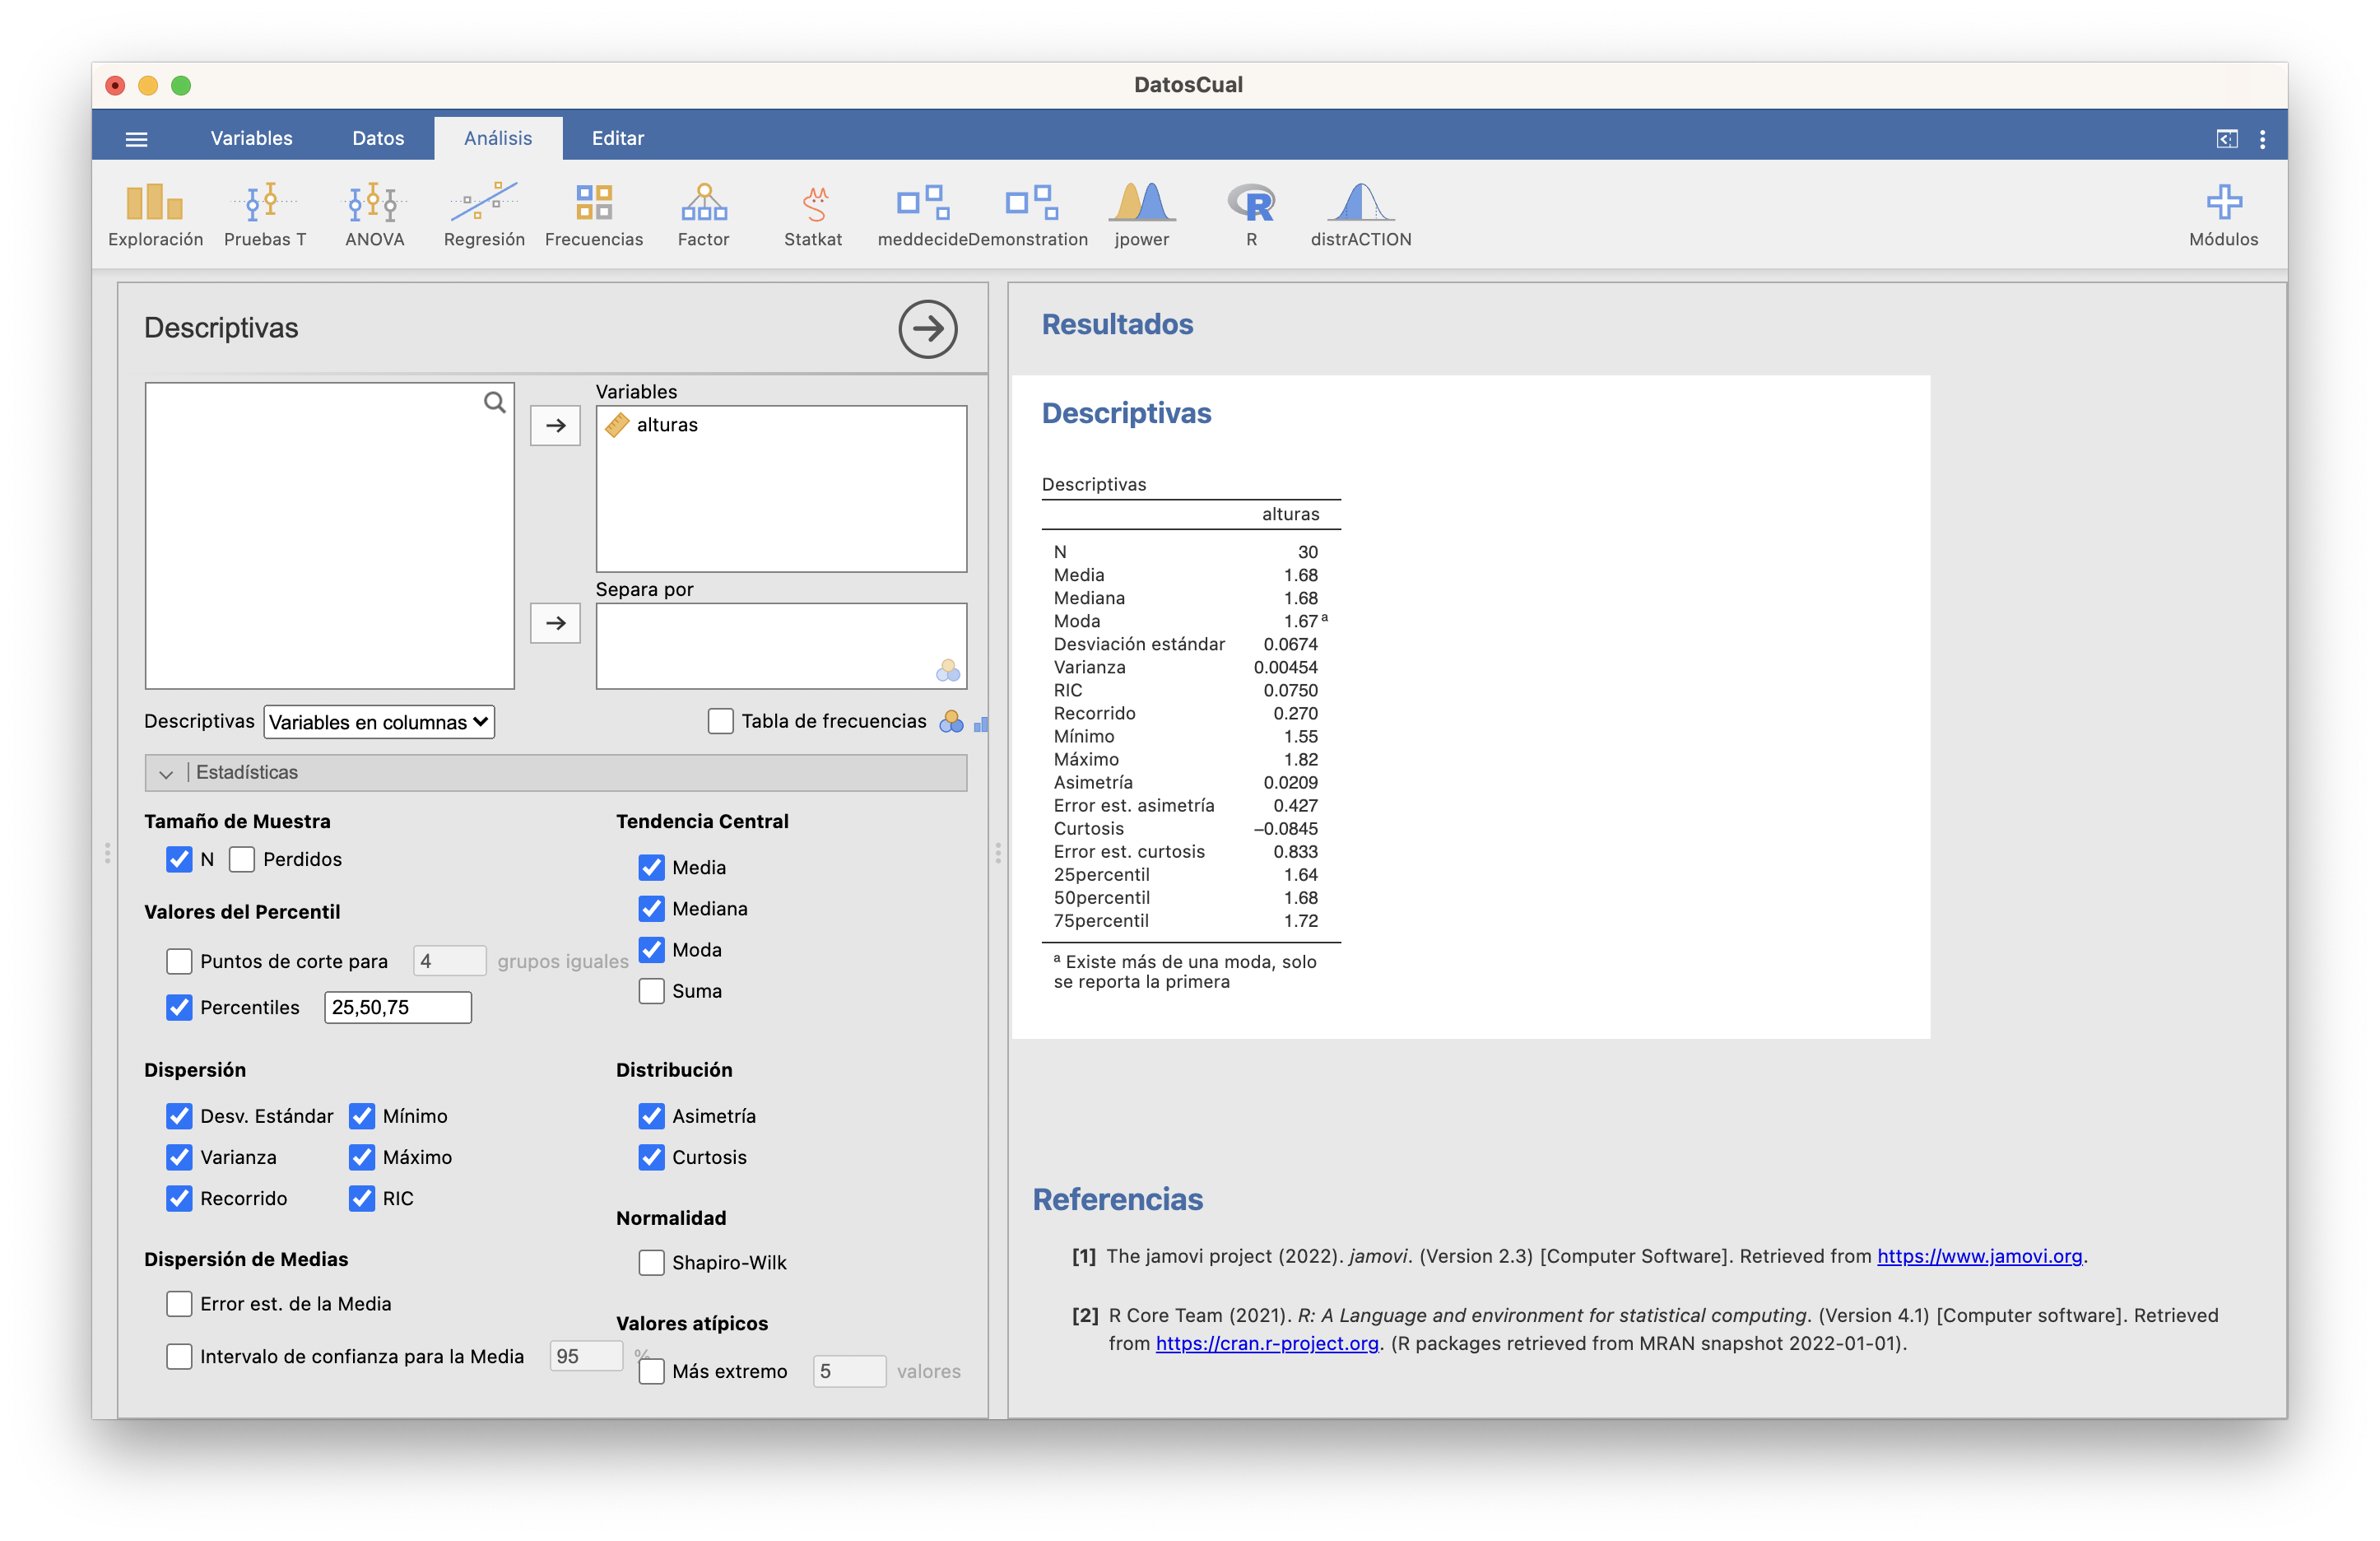 DatosCual
Variables Datos Análisis Editar
Exploración Pruebas T ANOVA Regresión Frecuencias Factor Statkat meddecide Demonstration jpower R distrACTION Módulos
Descriptivas
Variables
alturas
Separa por
Descriptivas Variables en columnas Tabla de frecuencias
Estadísticas
Tamaño de Muestra
N Perdidos
Valores del Percentil
Puntos de corte para 4 grupos iguales
Percentiles 25,50,75
Tendencia Central
Media
Mediana
Moda
Suma
Dispersión
Desv. Estándar Mínimo
Varianza Máximo
Recorrido RIC
Distribución
Asimetría
Curtosis
Dispersión de Medias
Error est. de la Media
Intervalo de confianza para la Media 95 %
Normalidad
Shapiro-Wilk
Valores atípicos
Más extremo 5 valores
Resultados
Descriptivas
Descriptivas
alturas
N 30
Media 1.68
Mediana 1.68
Moda 1.67 ª
Desviación estándar 0.0674
Varianza 0.00454
RIC 0.0750
Recorrido 0.270
Mínimo 1.55
Máximo 1.82
Asimetría 0.0209
Error est. asimetría 0.427
Curtosis −0.0845
Error est. curtosis 0.833
25percentil 1.64
50percentil 1.68
75percentil 1.72
ª Existe más de una moda, solo
se reporta la primera
Referencias
[1] The jamovi project (2022). jamovi. (Version 2.3) [Computer Software]. Retrieved from https://www.jamovi.org.
[2] R Core Team (2021). R: A Language and environment for statistical computing. (Version 4.1) [Computer software]. Retrieved
from https://cran.r-project.org. (R packages retrieved from MRAN snapshot 2022-01-01).